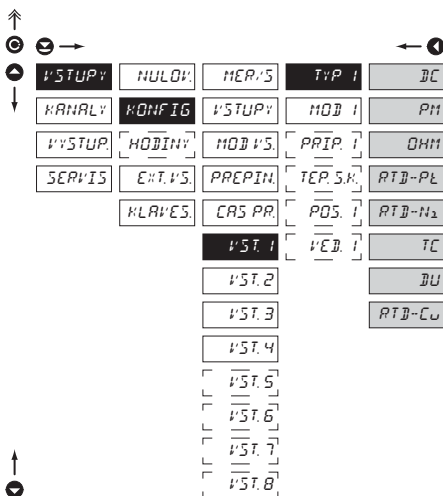 VSTUPY NULOV. MER/S TYP 1 DC
KANALY KONFIG VSTUPY MOD 1 PM
VYSTUP. HODINY MOD VS. PRIP. 1 OHM
SERVIS EXT. VS. PREPIN. TEP. S.K. RTD-Pt
KLAVES. CAS PR. POS. 1 RTD-Ni
VST. 1 VED. 1 TC
VST. 2 DU
VST. 3 RTD-Cu
VST. 4
VST. 5
VST. 6
VST. 7
VST. 8